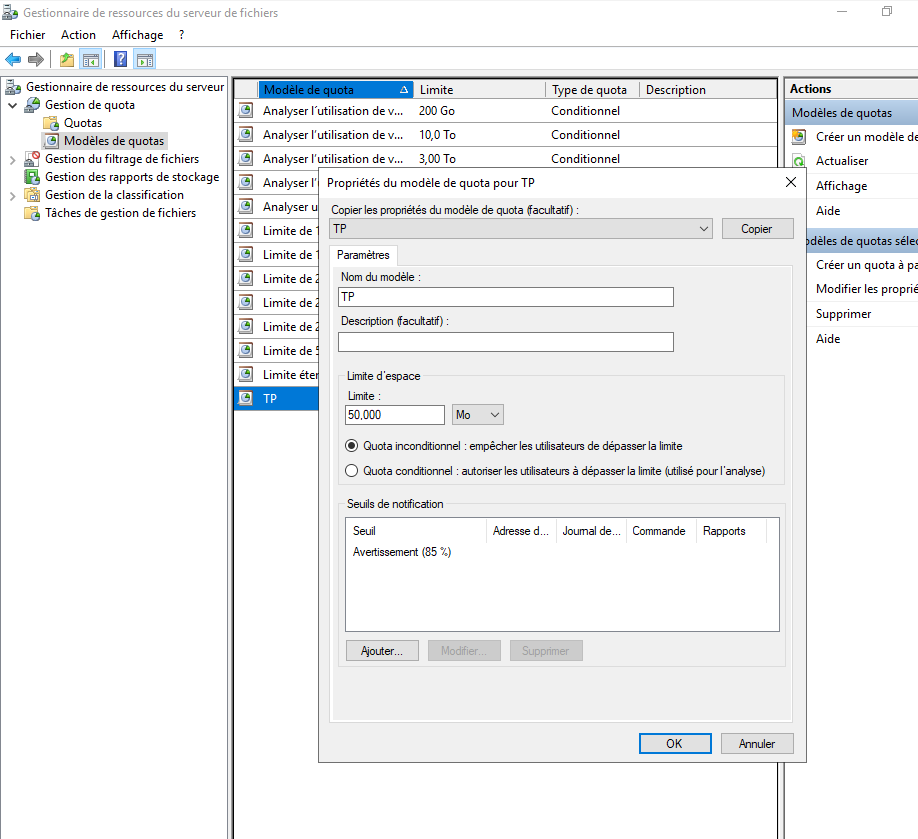 Gestionnaire de ressources du serveur de fichiers
Fichier Action Affichage ?
Gestionnaire de ressources du serveur
Gestion de quota
Quotas
Modèles de quotas
Gestion du filtrage de fichiers
Gestion des rapports de stockage
Gestion de la classification
Tâches de gestion de fichiers
Modèle de quota Limite Type de quota Description
Analyser l'utilisation de v... 200 Go Conditionnel
Analyser l'utilisation de v... 10,0 To Conditionnel
Analyser l'utilisation de v... 3,00 To Conditionnel
Analyser l'
Analyser u
Limite de 1
Limite de 1
Limite de 2
Limite de 2
Limite de 2
Limite de 5
Limite éter
TP
Propriétés du modèle de quota pour TP
Copier les propriétés du modèle de quota (facultatif) :
TP Copier
Paramètres
Nom du modèle :
TP
Description (facultatif) :
Limite d'espace
Limite :
50,000 Mo
Quota inconditionnel : empêcher les utilisateurs de dépasser la limite
Quota conditionnel : autoriser les utilisateurs à dépasser la limite (utilisé pour l'analyse)
Seuils de notification
Seuil Adresse d... Journal de... Commande Rapports
Avertissement (85 %)
Ajouter... Modifier... Supprimer
OK Annuler
Actions
Modèles de quotas
Créer un modèle de
Actualiser
Affichage
Aide
odèles de quotas sélec
Créer un quota à pa
Modifier les proprié
Supprimer
Aide